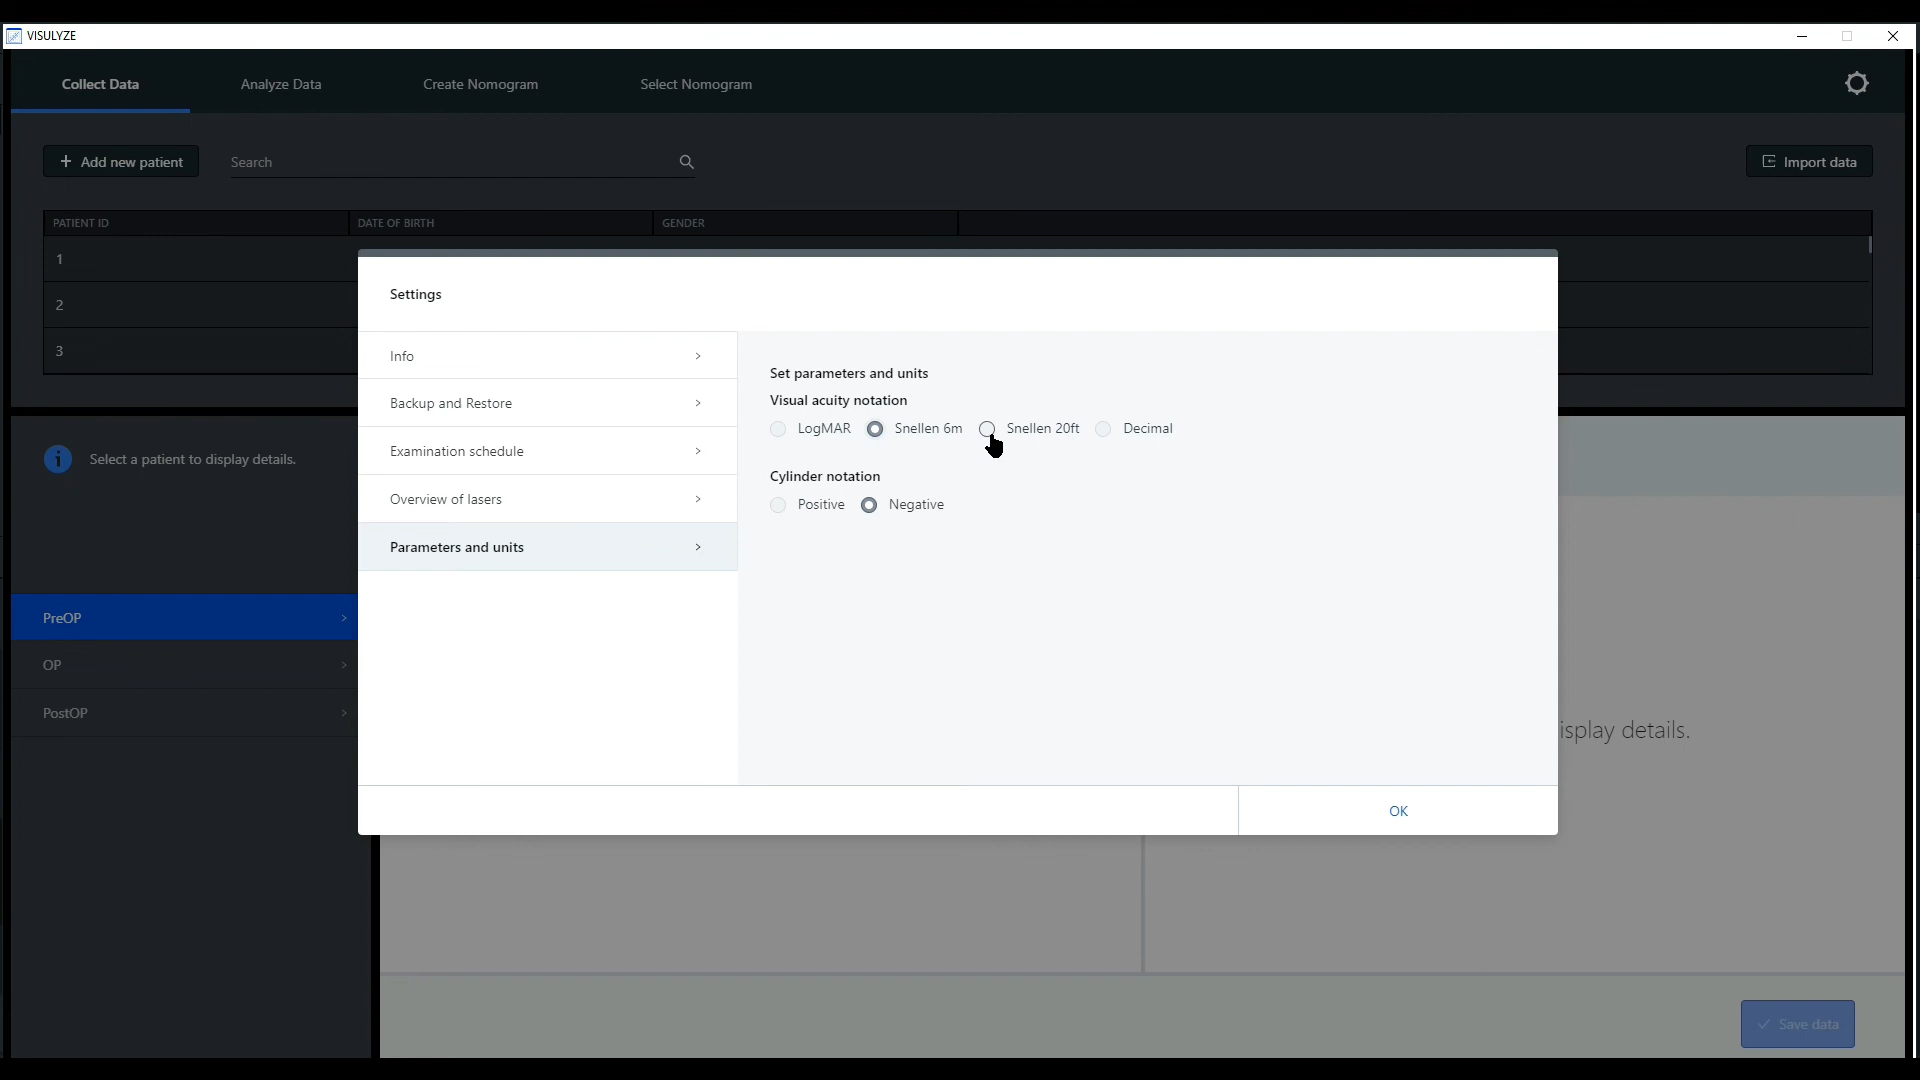 VISULYZE
Collect Data
Analyze Data
Create Nomogram
Select Nomogram
+ Add new patient
Search
Import data
PATIENT ID
DATE OF BIRTH
GENDER
1
2
3
Settings
Info
Backup and Restore
Examination schedule
Overview of lasers
Parameters and units
Set parameters and units
Visual acuity notation
LogMAR Snellen 6m Snellen 20ft Decimal
Cylinder notation
Positive Negative
OK
Select a patient to display details.
PreOP
OP
PostOP
details.
Save data